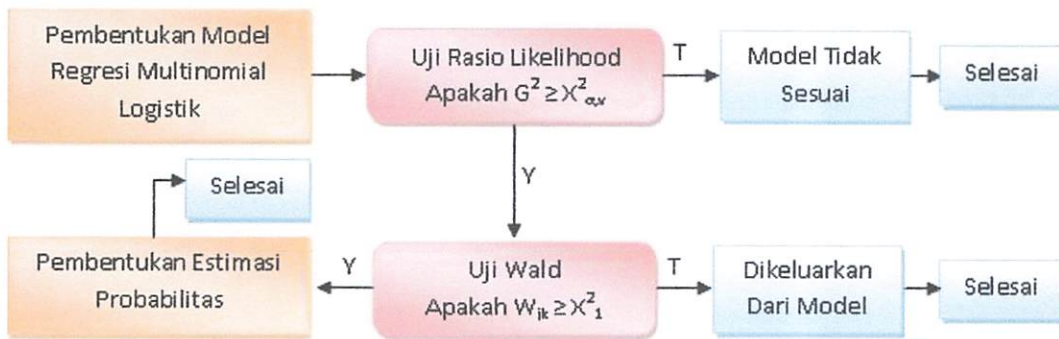 Pembentukan Model
Regresi Multinomial
Logistik
Uji Rasio Likelihood
Apakah G² ≥ X²α,v
T
Model Tidak
Sesuai
Selesai
Y
Selesai
Pembentukan Estimasi
Probabilitas
Y
Uji Wald
Apakah Wjk ≥ X²1
T
Dikeluarkan
Dari Model
Selesai